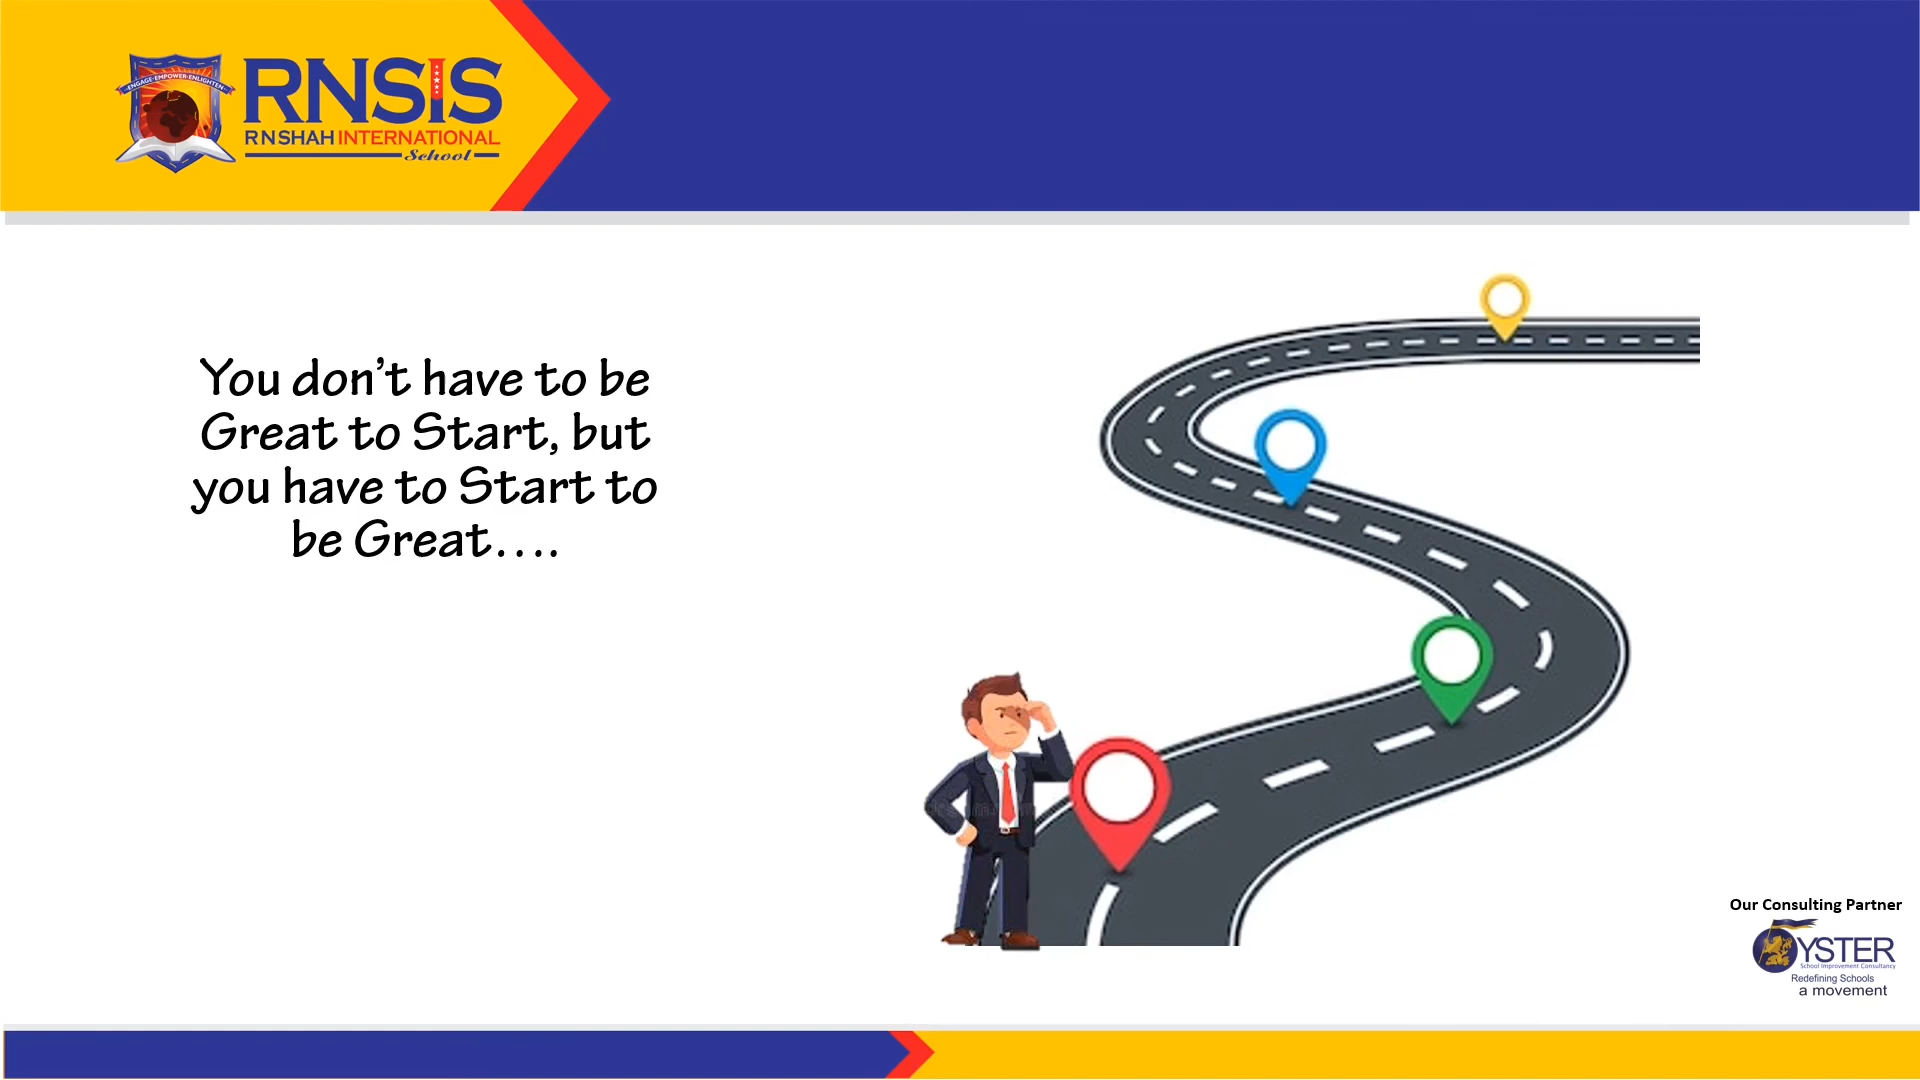 ENGAGE-EMPOWER-ENLIGHTEN
RNSIS
R N SHAH INTERNATIONAL
School
You don’t have to be
Great to Start, but
you have to Start to
be Great....
Our Consulting Partner
OYSTER
School Improvement Consultancy
Redefining Schools
a movement